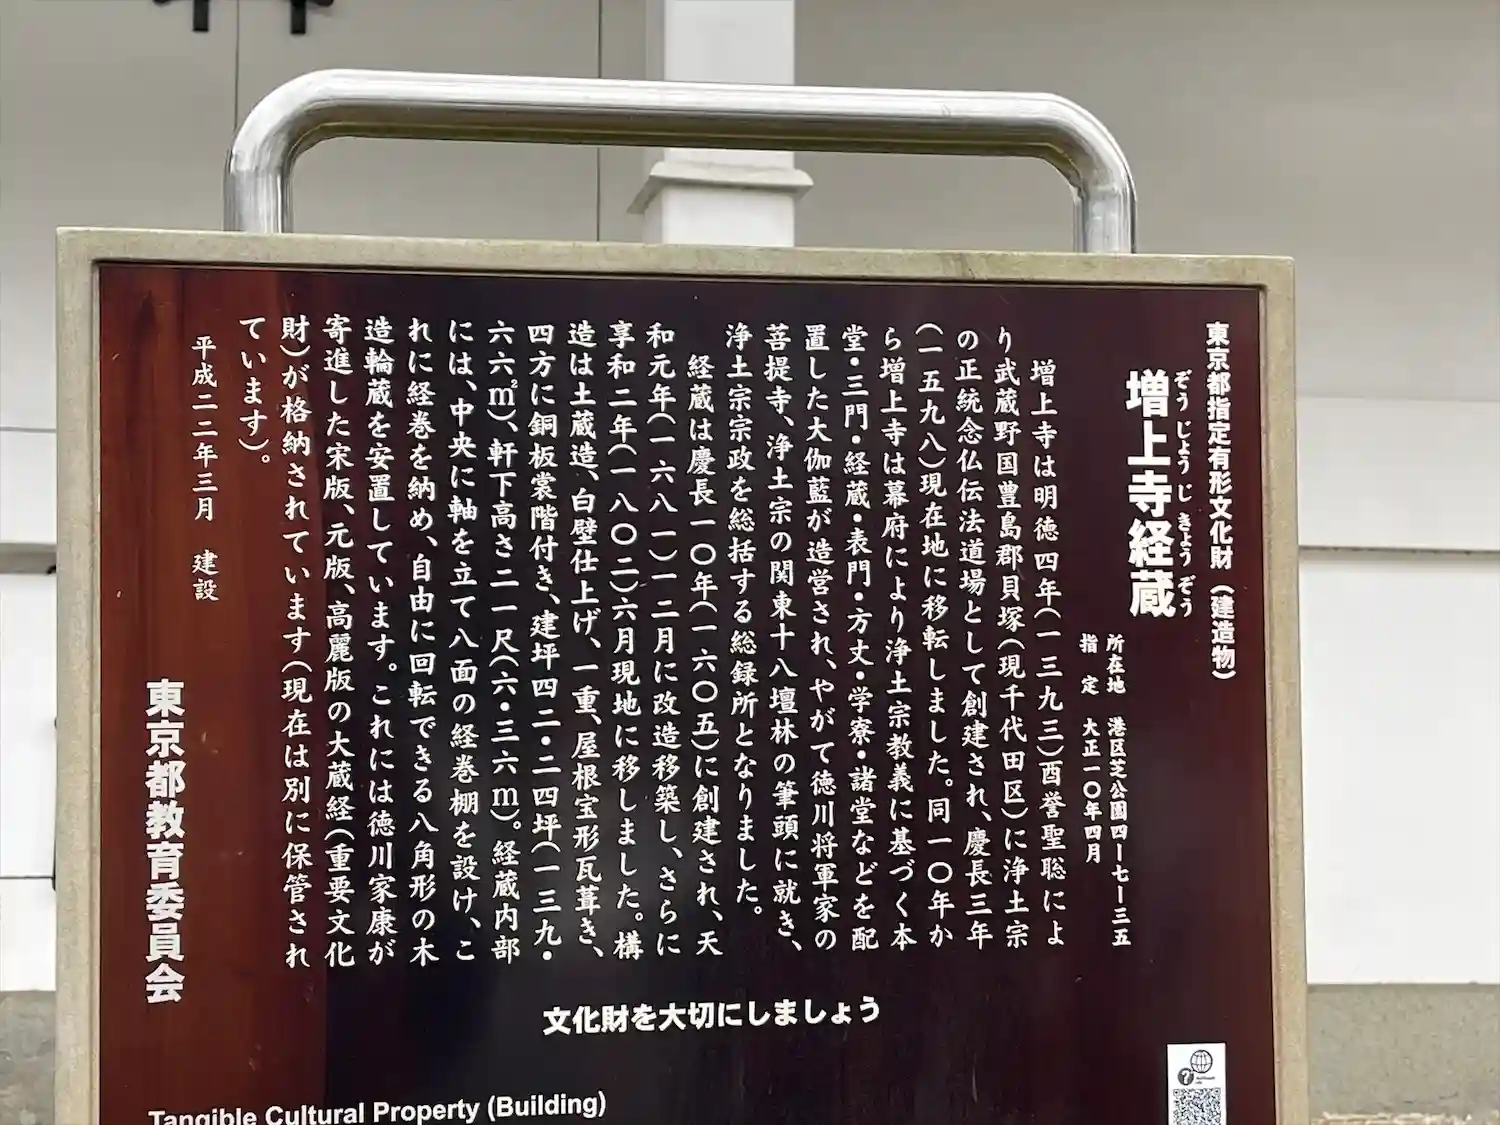 東京都指定有形文化財（建造物）
ぞうじょうじきょうぞう
増上寺経蔵
所在地　港区芝公園四ー七ー三五
指　定　大正一〇年四月
増上寺は明徳四年（一三九三）酉誉聖聡によ
り武蔵野国豊島郡貝塚（現千代田区）に浄土宗
の正統念仏伝法道場として創建され、慶長三年
（一五九八）現在地に移転しました。同一〇年か
ら増上寺は幕府により浄土宗教義に基づく本
堂・三門・経蔵・表門・方丈・学寮・諸堂などを配
置した大伽藍が造営され、やがて徳川将軍家の
菩提寺、浄土宗の関東十八壇林の筆頭に就き、
浄土宗宗政を総括する総録所となりました。
経蔵は慶長一〇年（一六〇五）に創建され、天
和元年（一六八一）一二月に改造移築し、さらに
享和二年（一八〇二）六月現地に移しました。構
造は土蔵造、白壁仕上げ、一重、屋根宝形瓦葺き、
四方に銅板裳階付き、建坪四二・二四坪（一三九・
六六㎡）、軒下高さ二一尺（六・三六ｍ）。経蔵内部
には、中央に軸を立て八面の経巻棚を設け、こ
れに経巻を納め、自由に回転できる八角形の木
造輪蔵を安置しています。これには徳川家康が
寄進した宋版、元版、高麗版の大蔵経（重要文化
財）が格納されています（現在は別に保管され
ています）。
平成二二年三月　建設
東京都教育委員会
文化財を大切にしましょう
Tangible Cultural Property (Building)